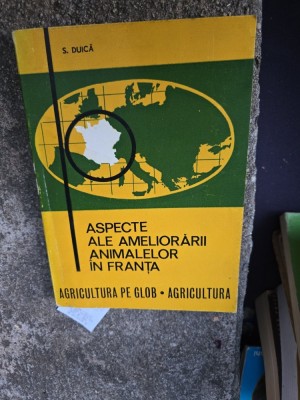 S. DUICĂ
ASPECTE
ALE AMELIORĂRII
ANIMALELOR
ÎN FRANȚA
AGRICULTURA PE GLOB • AGRICULTURA